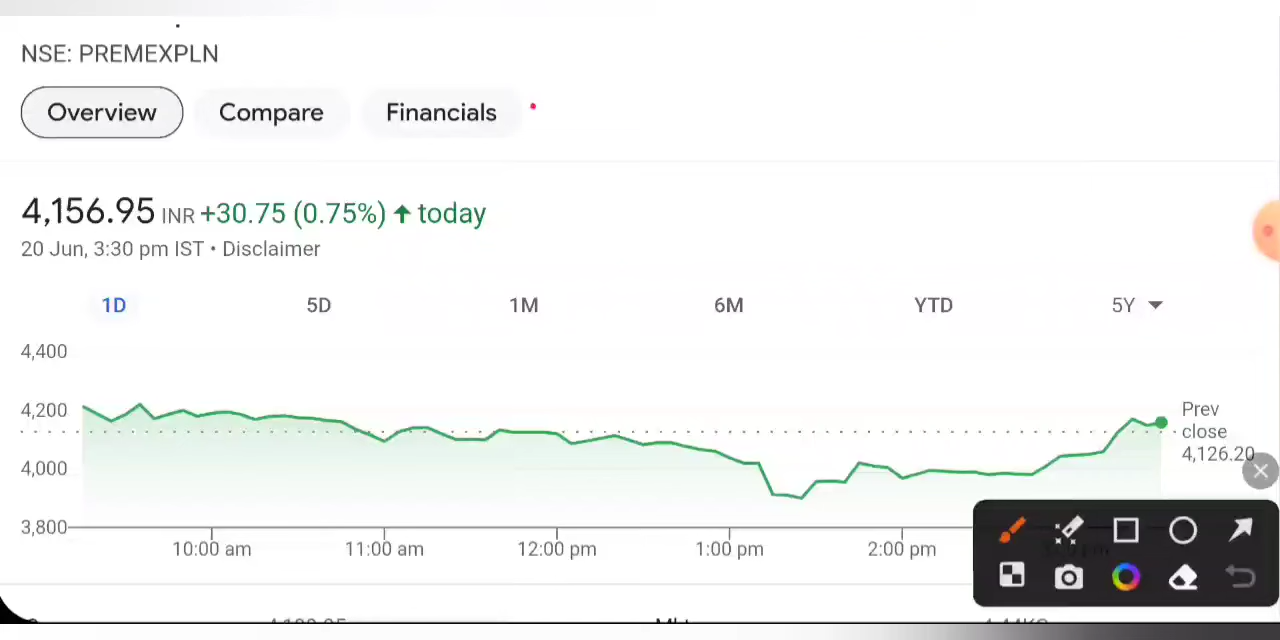 NSE: PREMEXPLN
Overview Compare Financials
4,156.95 INR +30.75 (0.75%) ↑ today
20 Jun, 3:30 pm IST • Disclaimer
1D 5D 1M 6M YTD 5Y
4,400
4,200
4,000
3,800
Prev
close
4,126.20
10:00 am 11:00 am 12:00 pm 1:00 pm 2:00 pm